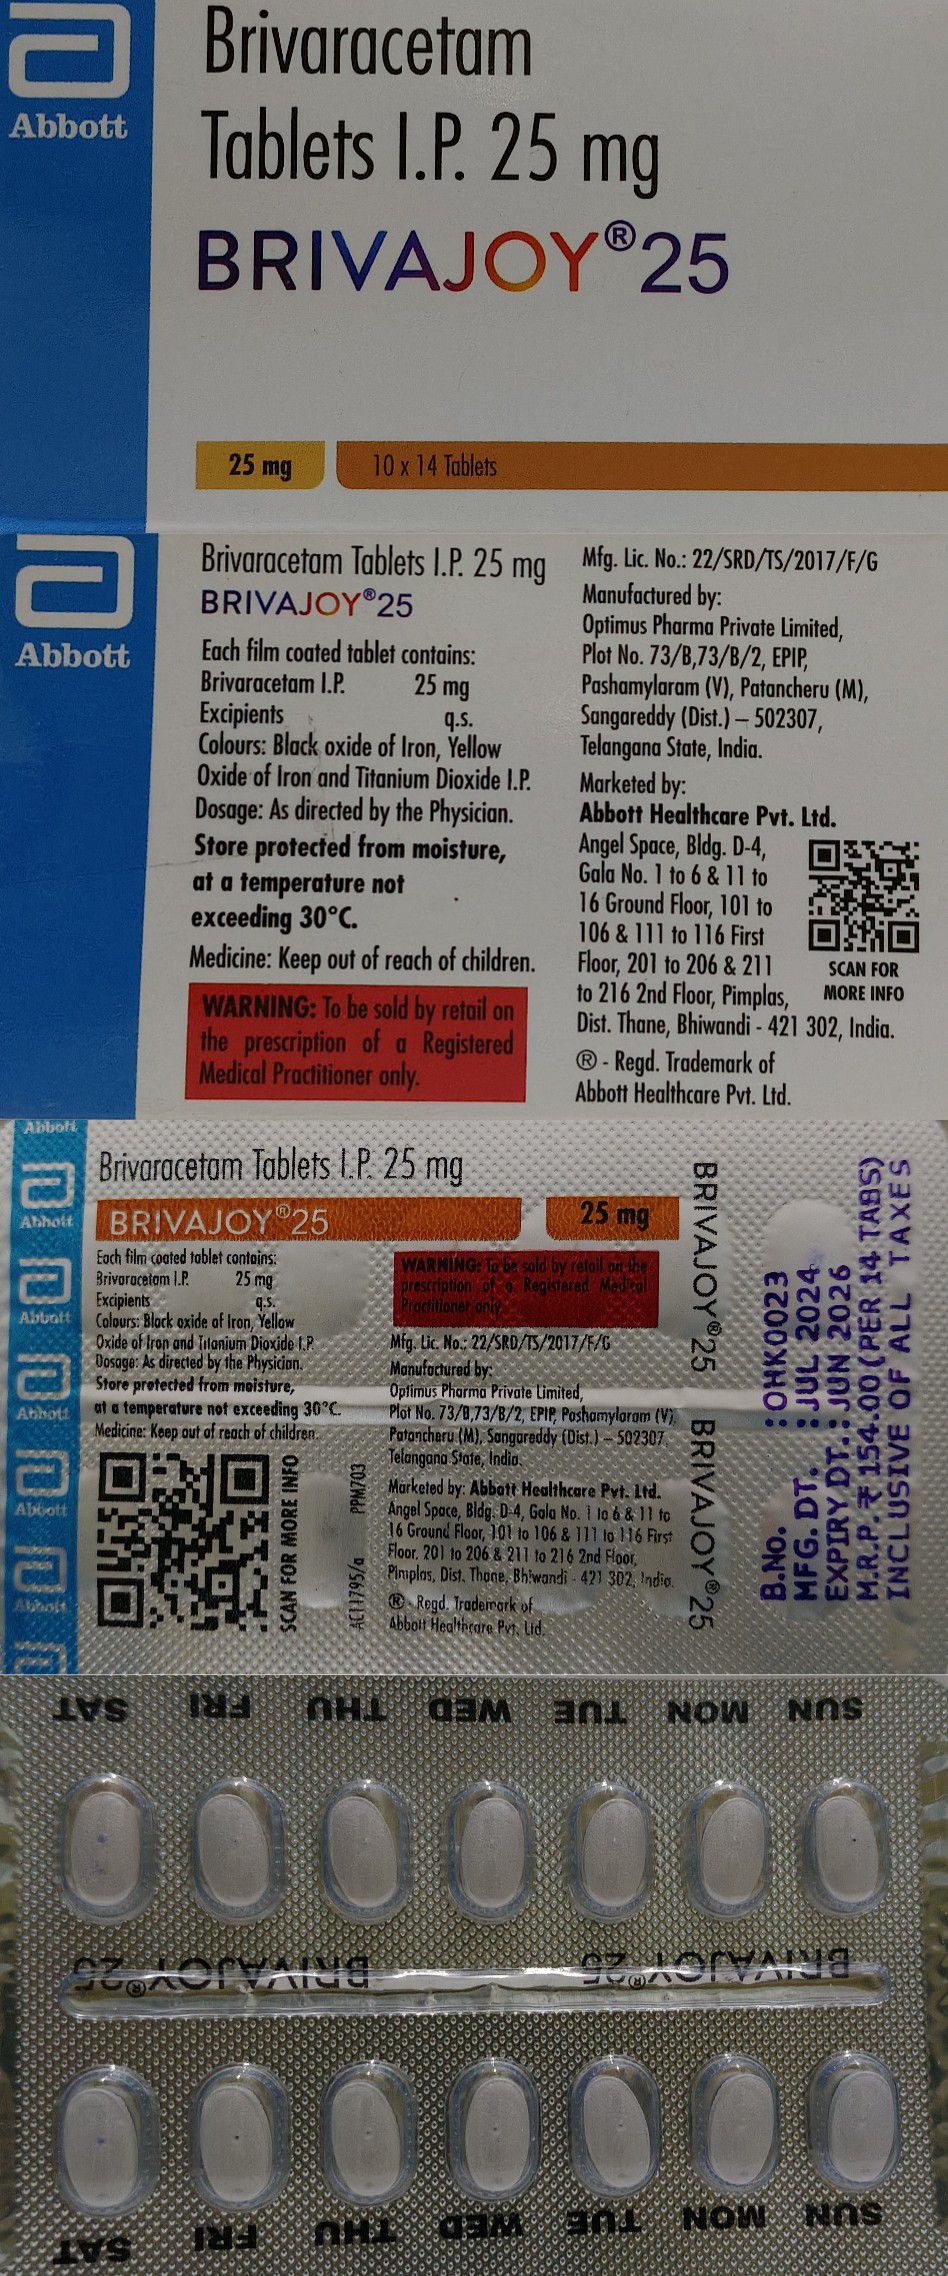 Abbott
Brivaracetam
Tablets I.P. 25 mg
BRIVAJOY®25
25 mg
10 x 14 Tablets
Abbott
Brivaracetam Tablets I.P. 25 mg
BRIVAJOY®25
Each film coated tablet contains:
Brivaracetam I.P. 25 mg
Excipients q.s.
Colours: Black oxide of Iron, Yellow
Oxide of Iron and Titanium Dioxide I.P.
Dosage: As directed by the Physician.
Store protected from moisture,
at a temperature not
exceeding 30°C.
Medicine: Keep out of reach of children.
WARNING: To be sold by retail on
the prescription of a Registered
Medical Practitioner only.
Mfg. Lic. No.: 22/SRD/TS/2017/F/G
Manufactured by:
Optimus Pharma Private Limited,
Plot No. 73/B,73/B/2, EPIP,
Pashamylaram (V), Patancheru (M),
Sangareddy (Dist.) – 502307,
Telangana State, India.
Marketed by:
Abbott Healthcare Pvt. Ltd.
Angel Space, Bldg. D-4,
Gala No. 1 to 6 & 11 to
16 Ground Floor, 101 to
106 & 111 to 116 First
Floor, 201 to 206 & 211
to 216 2nd Floor, Pimplas,
Dist. Thane, Bhiwandi - 421 302, India.
® - Regd. Trademark of
Abbott Healthcare Pvt. Ltd.
SCAN FOR
MORE INFO
Abbott
Abbott
Abbott
Abbott
Abbott
Abbott
Brivaracetam Tablets I.P. 25 mg
BRIVAJOY®25
25 mg
Each film coated tablet contains:
Brivaracetam I.P. 25 mg
Excipients q.s.
Colours: Black oxide of Iron, Yellow
Oxide of Iron and Titanium Dioxide I.P.
Dosage: As directed by the Physician.
Store protected from moisture,
at a temperature not exceeding 30°C.
Medicine: Keep out of reach of children.
SCAN FOR MORE INFO
ACT1795/a PPM703
WARNING: To be sold by retail on the
prescription of a Registered Medical
Practitioner only.
Mfg. Lic. No.: 22/SRD/TS/2017/F/G
Manufactured by:
Optimus Pharma Private Limited,
Plot No. 73/B,73/B/2, EPIP, Pashamylaram (V),
Patancheru (M), Sangareddy (Dist.) – 502307,
Telangana State, India.
Marketed by: Abbott Healthcare Pvt. Ltd.
Angel Space, Bldg. D-4, Gala No. 1 to 6 & 11 to
16 Ground Floor, 101 to 106 & 111 to 116 First
Floor, 201 to 206 & 211 to 216 2nd Floor,
Pimplas, Dist. Thane, Bhiwandi - 421 302, India.
® - Regd. Trademark of
Abbott Healthcare Pvt. Ltd.
BRIVAJOY®25 BRIVAJOY®25
B.No. : OHK0023
MFG. DT. : JUL 2024
EXPIRY DT. : JUN 2026
M.R.P. ₹ 154.00 (PER 14 TABS)
INCLUSIVE OF ALL TAXES
SUN MON TUE WED THU FRI SAT
BRIVAJOY®25 BRIVAJOY®25
SUN MON TUE WED THU FRI SAT